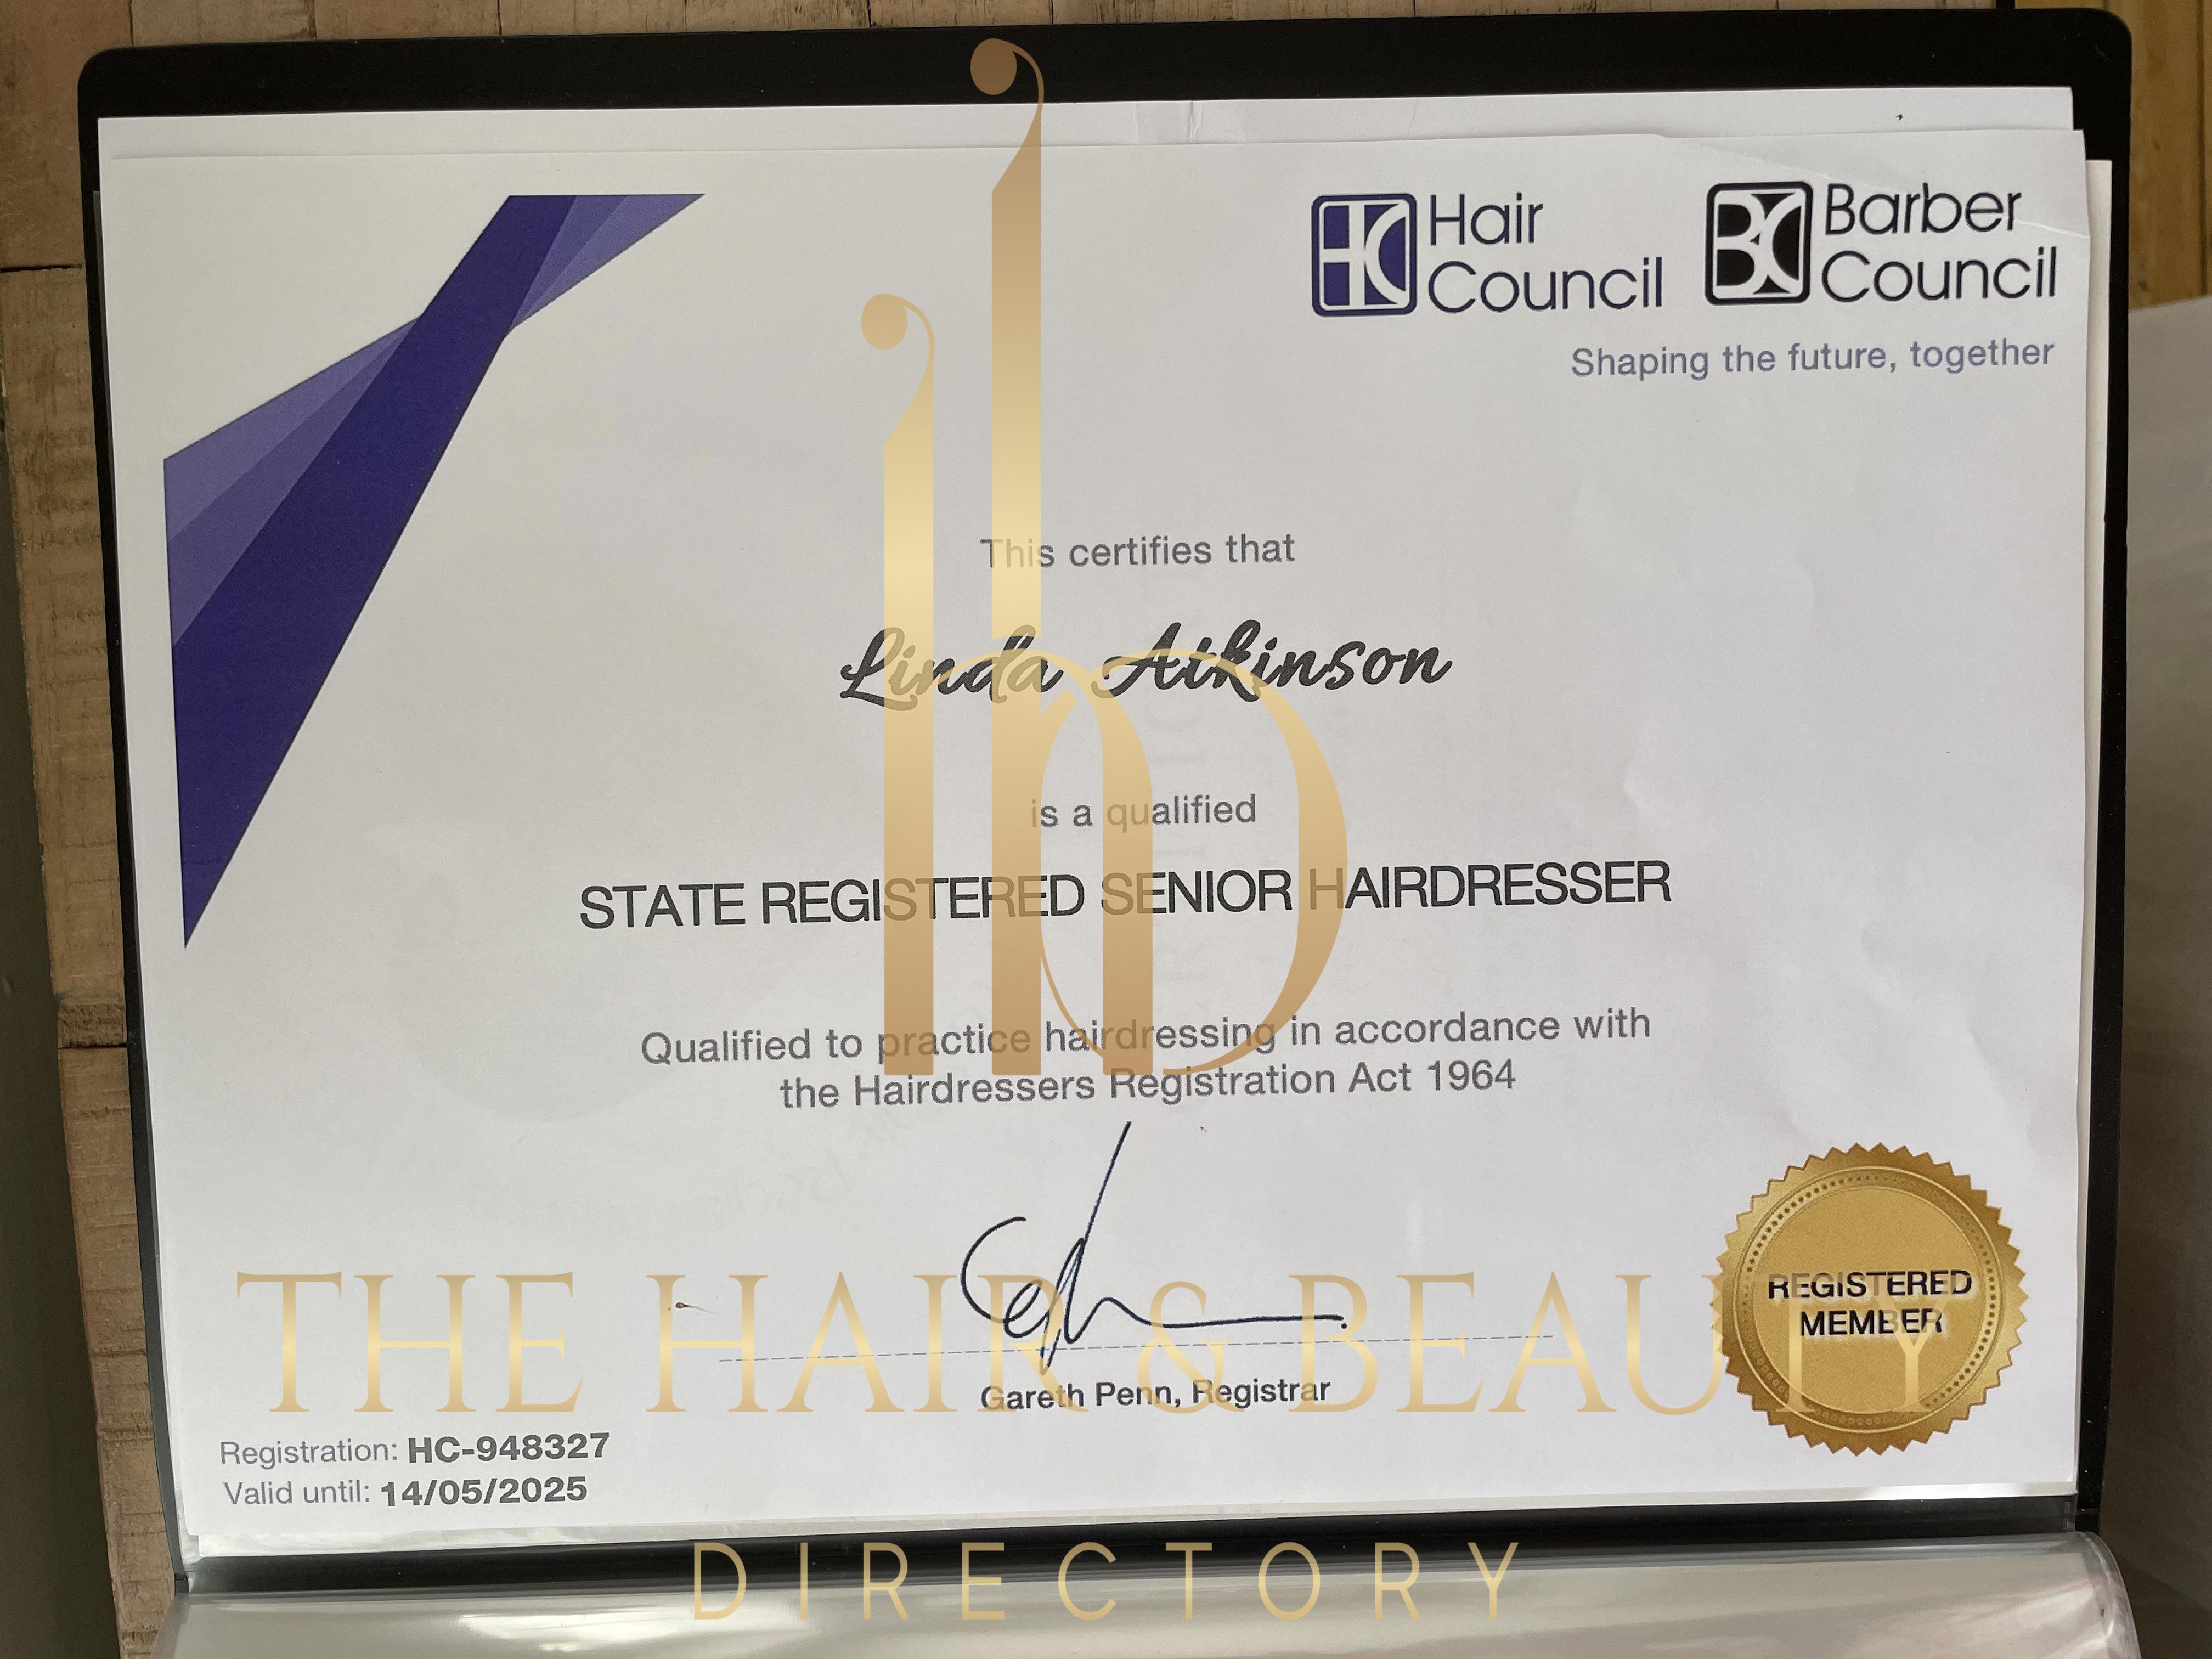 HC Hair Council
BC Barber Council
Shaping the future, together
This certifies that
Linda Atkinson
is a qualified
STATE REGISTERED SENIOR HAIRDRESSER
Qualified to practice hairdressing in accordance with
the Hairdressers Registration Act 1964
Gareth Penn, Registrar
REGISTERED
MEMBER
Registration: HC-948327
Valid until: 14/05/2025
THE HAIR & BEAUTY
DIRECTORY